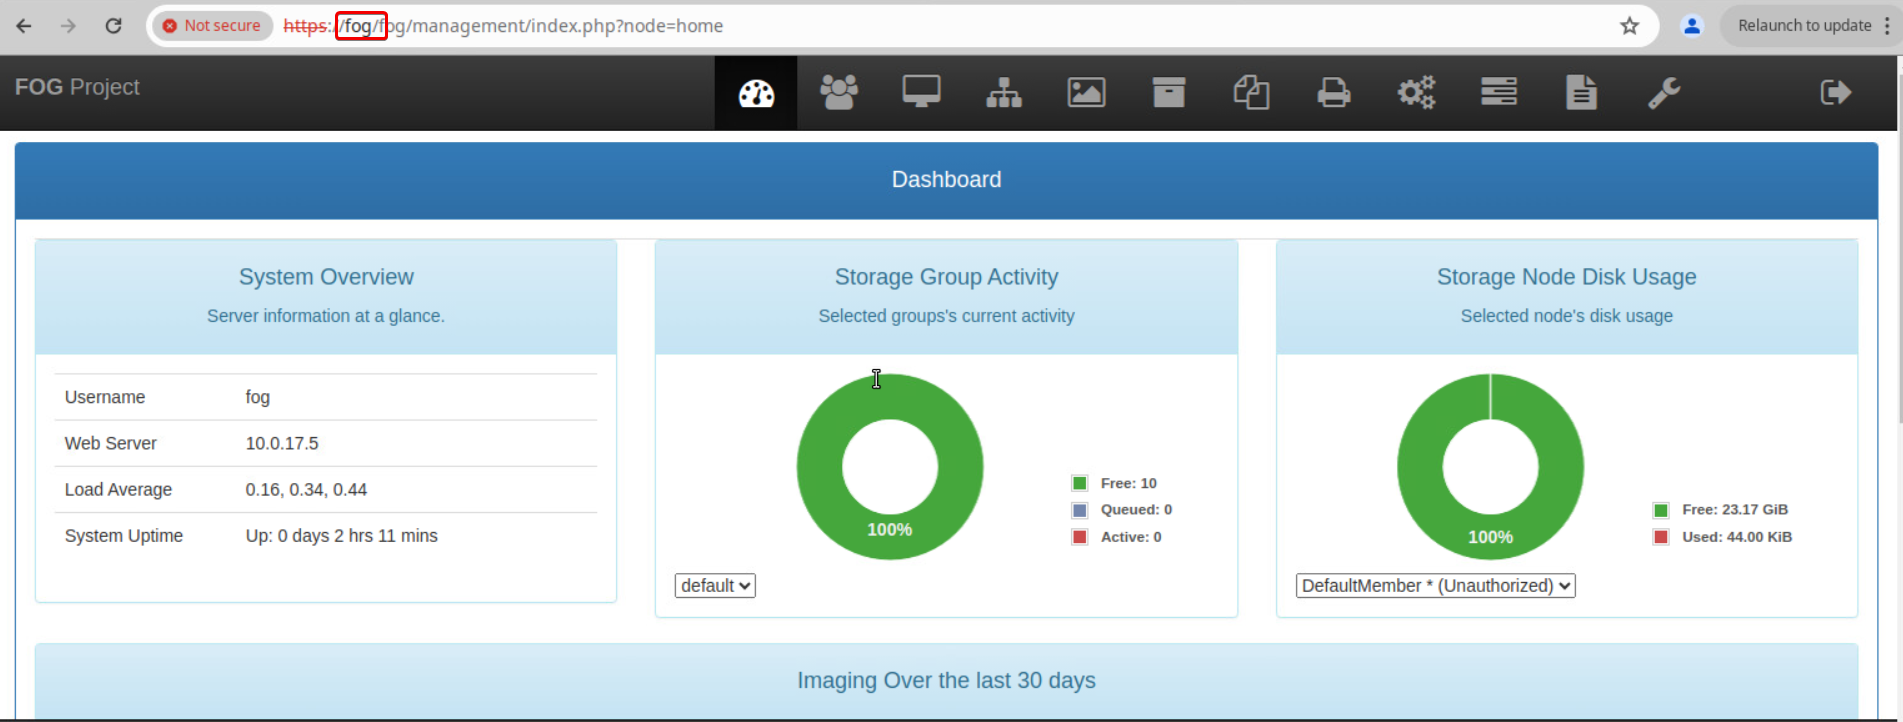 Not secure https://fog/fog/management/index.php?node=home Relaunch to update
FOG Project
Dashboard
System Overview
Server information at a glance.
Username fog
Web Server 10.0.17.5
Load Average 0.16, 0.34, 0.44
System Uptime Up: 0 days 2 hrs 11 mins
Storage Group Activity
Selected groups's current activity
100%
Free: 10
Queued: 0
Active: 0
default
Storage Node Disk Usage
Selected node's disk usage
100%
Free: 23.17 GiB
Used: 44.00 KiB
DefaultMember * (Unauthorized)
Imaging Over the last 30 days